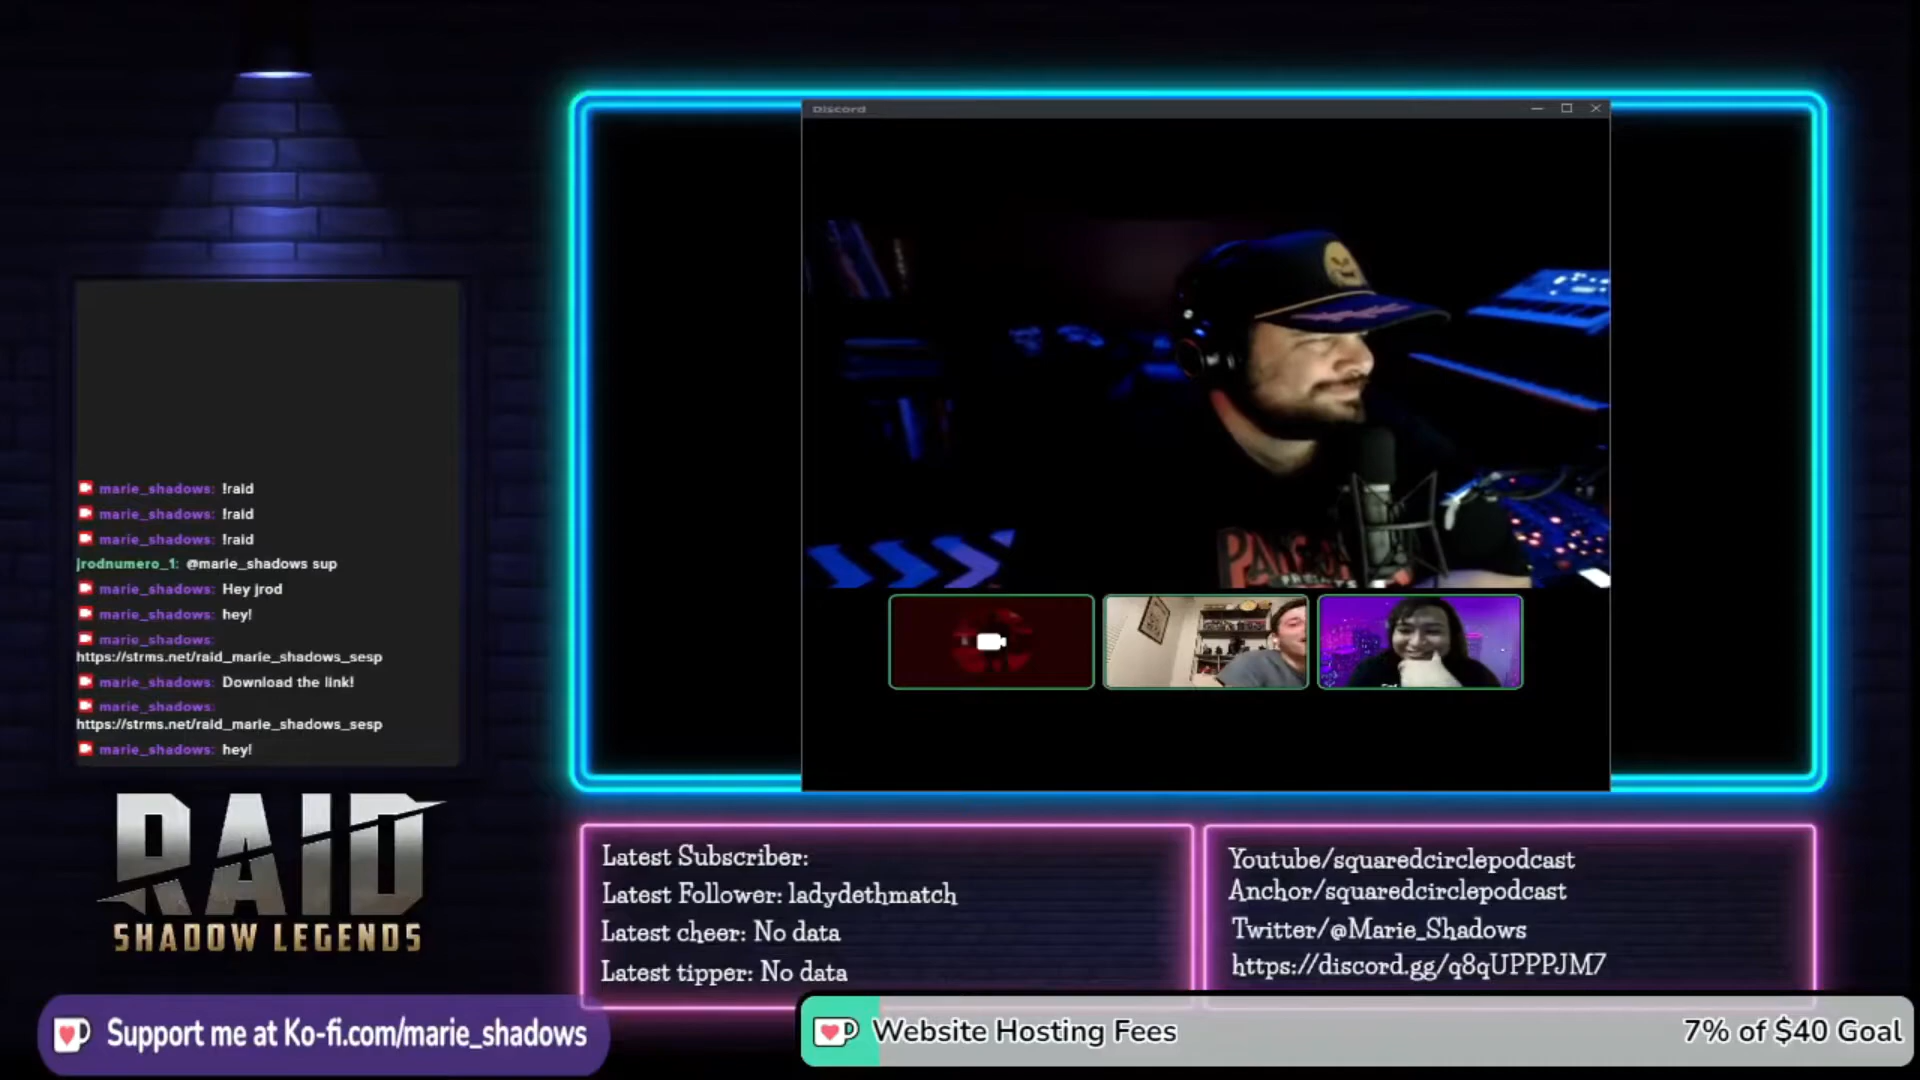 Discord
marie_shadows: !raid
marie_shadows: !raid
marie_shadows: !raid
jrodnumero_1: @marie_shadows sup
marie_shadows: Hey jrod
marie_shadows: hey!
marie_shadows:
https://strms.net/raid_marie_shadows_sesp
marie_shadows: Download the link!
marie_shadows:
https://strms.net/raid_marie_shadows_sesp
marie_shadows: hey!
RAID
SHADOW LEGENDS
Latest Subscriber:
Latest Follower: ladydethmatch
Latest cheer: No data
Latest tipper: No data
Youtube/squaredcirclepodcast
Anchor/squaredcirclepodcast
Twitter/@Marie_Shadows
https://discord.gg/q8qUPPPJM7
Support me at Ko-fi.com/marie_shadows
Website Hosting Fees
7% of $40 Goal